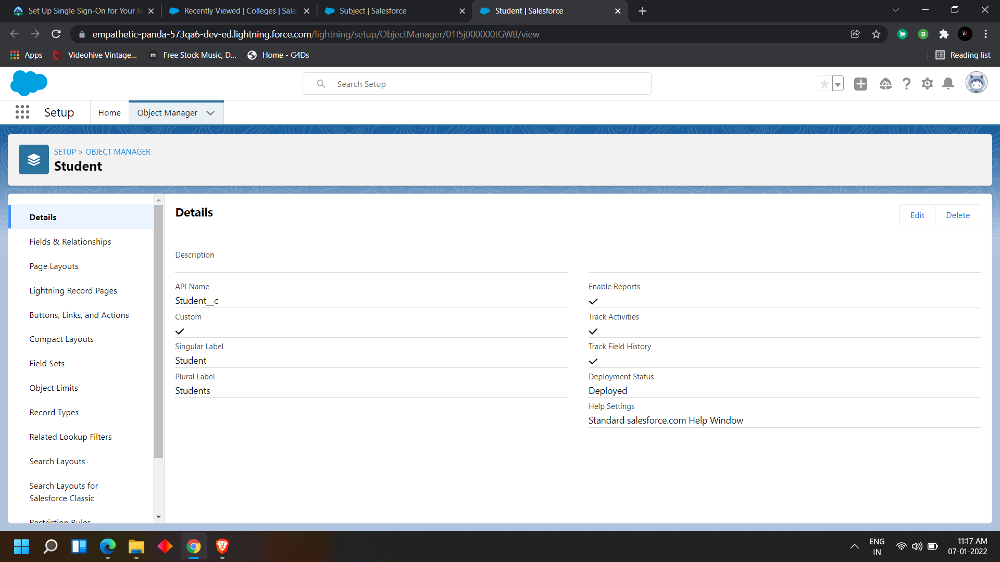 Set Up Single Sign-On for Your In
Recently Viewed | Colleges | Sales
Subject | Salesforce
Student | Salesforce
empathetic-panda-573qa6-dev-ed.lightning.force.com/lightning/setup/ObjectManager/01I5j000000tGWB/view
Apps
Videohive Vintage...
Free Stock Music, D...
Home - G4Ds
Reading list
Search Setup
Setup
Home
Object Manager
SETUP > OBJECT MANAGER
Student
Details
Fields & Relationships
Page Layouts
Lightning Record Pages
Buttons, Links, and Actions
Compact Layouts
Field Sets
Object Limits
Record Types
Related Lookup Filters
Search Layouts
Search Layouts for
Salesforce Classic
Restriction Rules
Details
Edit
Delete
Description
API Name
Student__c
Custom
Singular Label
Student
Plural Label
Students
Enable Reports
Track Activities
Track Field History
Deployment Status
Deployed
Help Settings
Standard salesforce.com Help Window
ENG
IN
11:17 AM
07-01-2022